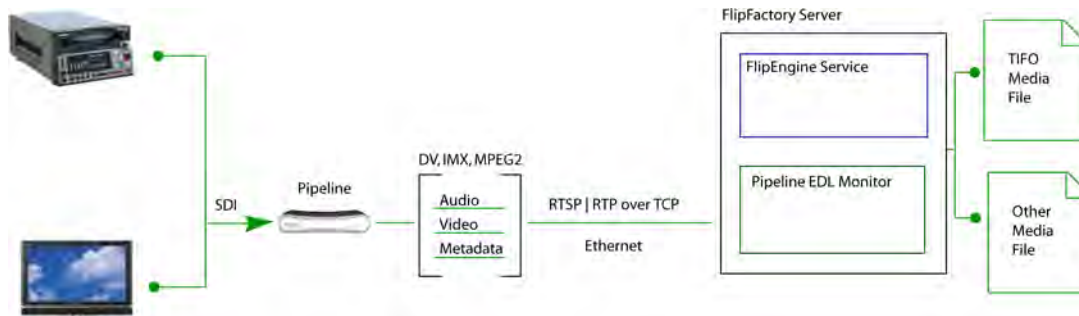 FlipFactory Server
FlipEngine Service
TIFO
Media
File
DV, IMX, MPEG2
Pipeline
Pipeline EDL Monitor
SDI
Audio
Video
Metadata
RTSP | RTP over TCP
Ethernet
Other
Media
File